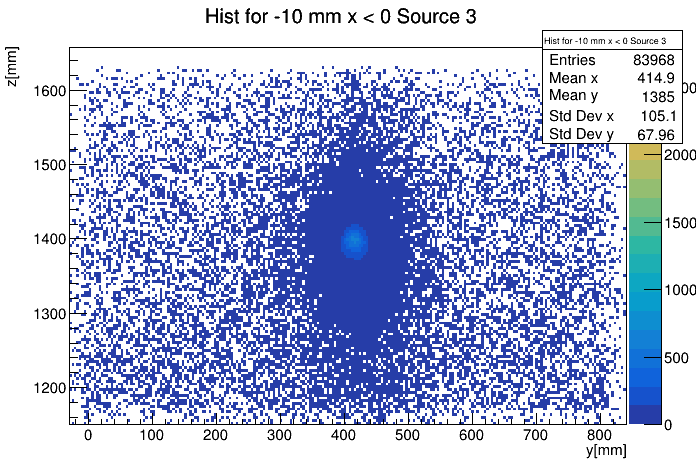 Hist for -10 mm x < 0 Source 3
Hist for -10 mm x < 0 Source 3
Entries 83968
Mean x 414.9
Mean y 1385
Std Dev x 105.1
Std Dev y 67.96
z[mm]
1600
1500
1400
1300
1200
0 100 200 300 400 500 600 700 800
y[mm]
2000
1500
1000
500
0